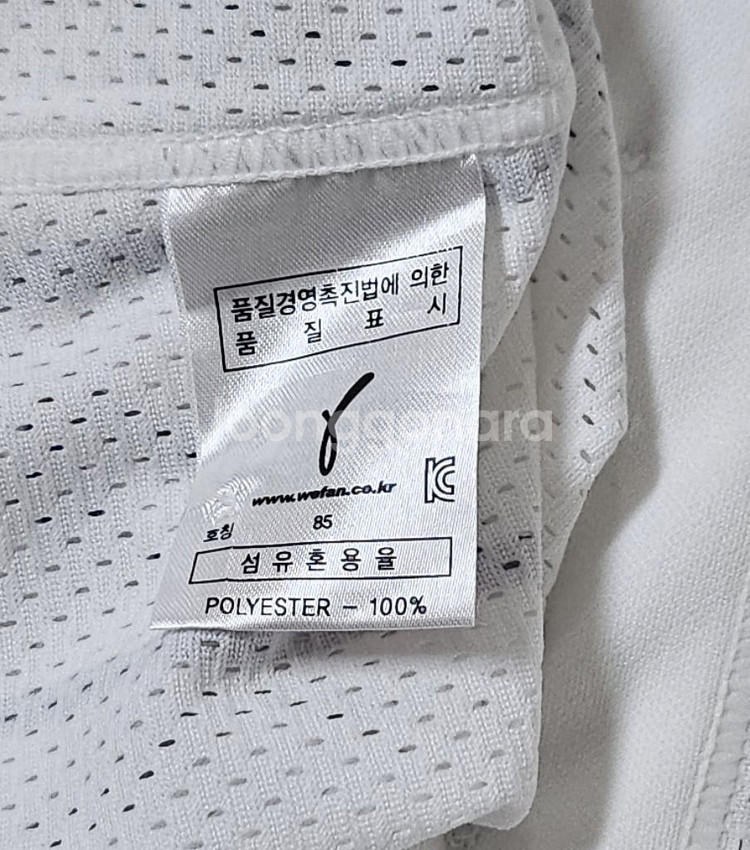 품질경영촉진법에 의한
품 질 표 시
www.wefan.co.kr
호칭 85
섬 유 혼 용 율
POLYESTER – 100%